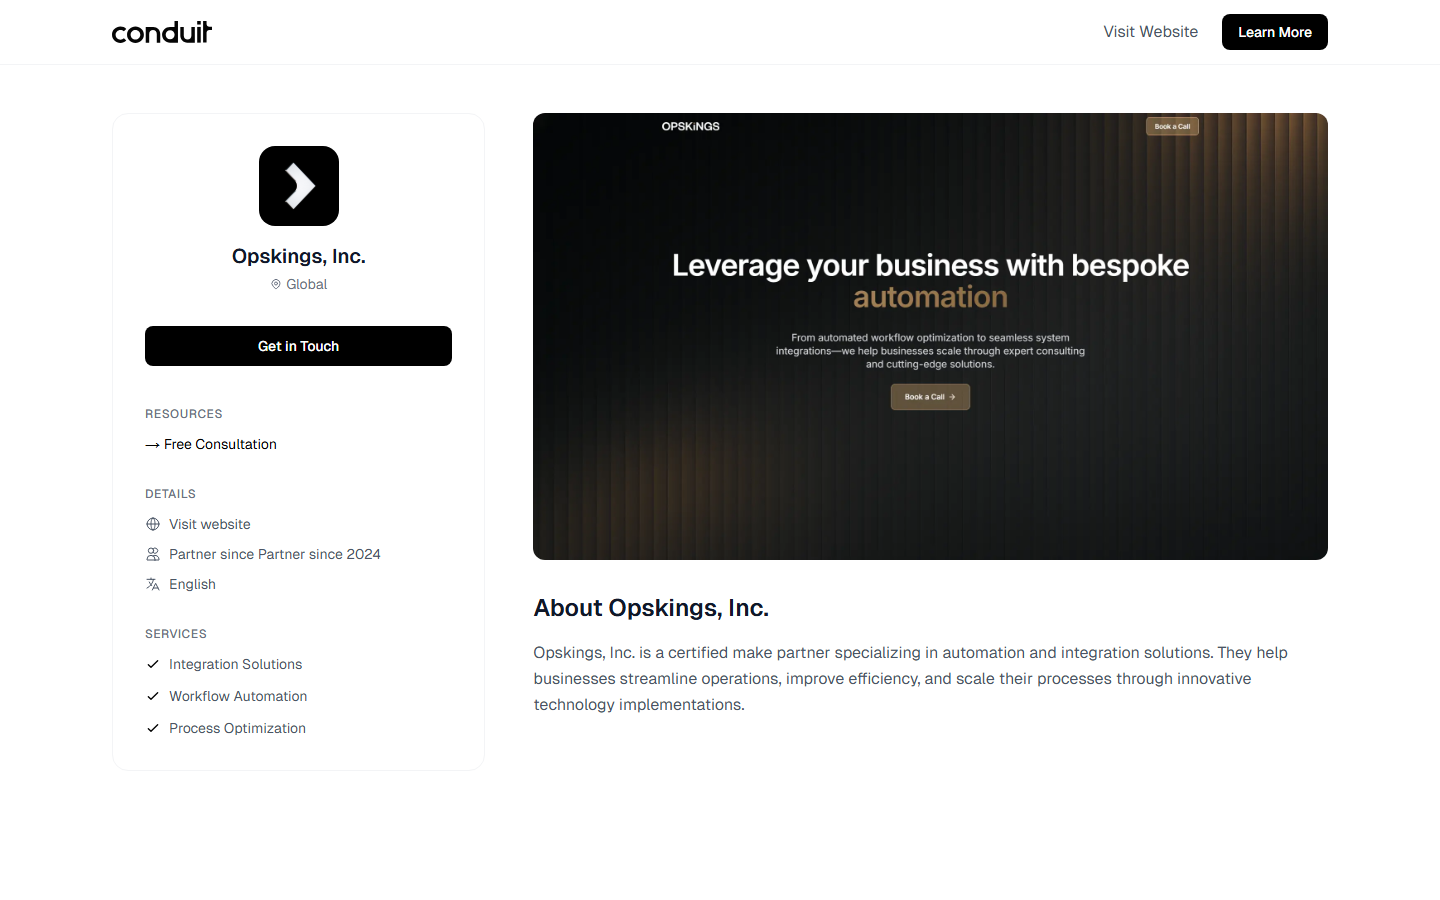 conduit
Visit Website
Learn More
Opskings, Inc.
Global
Get in Touch
RESOURCES
→ Free Consultation
DETAILS
Visit website
Partner since Partner since 2024
English
SERVICES
Integration Solutions
Workflow Automation
Process Optimization
OPSKiNGS
Book a Call
Leverage your business with bespoke
automation
From automated workflow optimization to seamless system
integrations—we help businesses scale through expert consulting
and cutting-edge solutions.
Book a Call →
About Opskings, Inc.
Opskings, Inc. is a certified make partner specializing in automation and integration solutions. They help
businesses streamline operations, improve efficiency, and scale their processes through innovative
technology implementations.